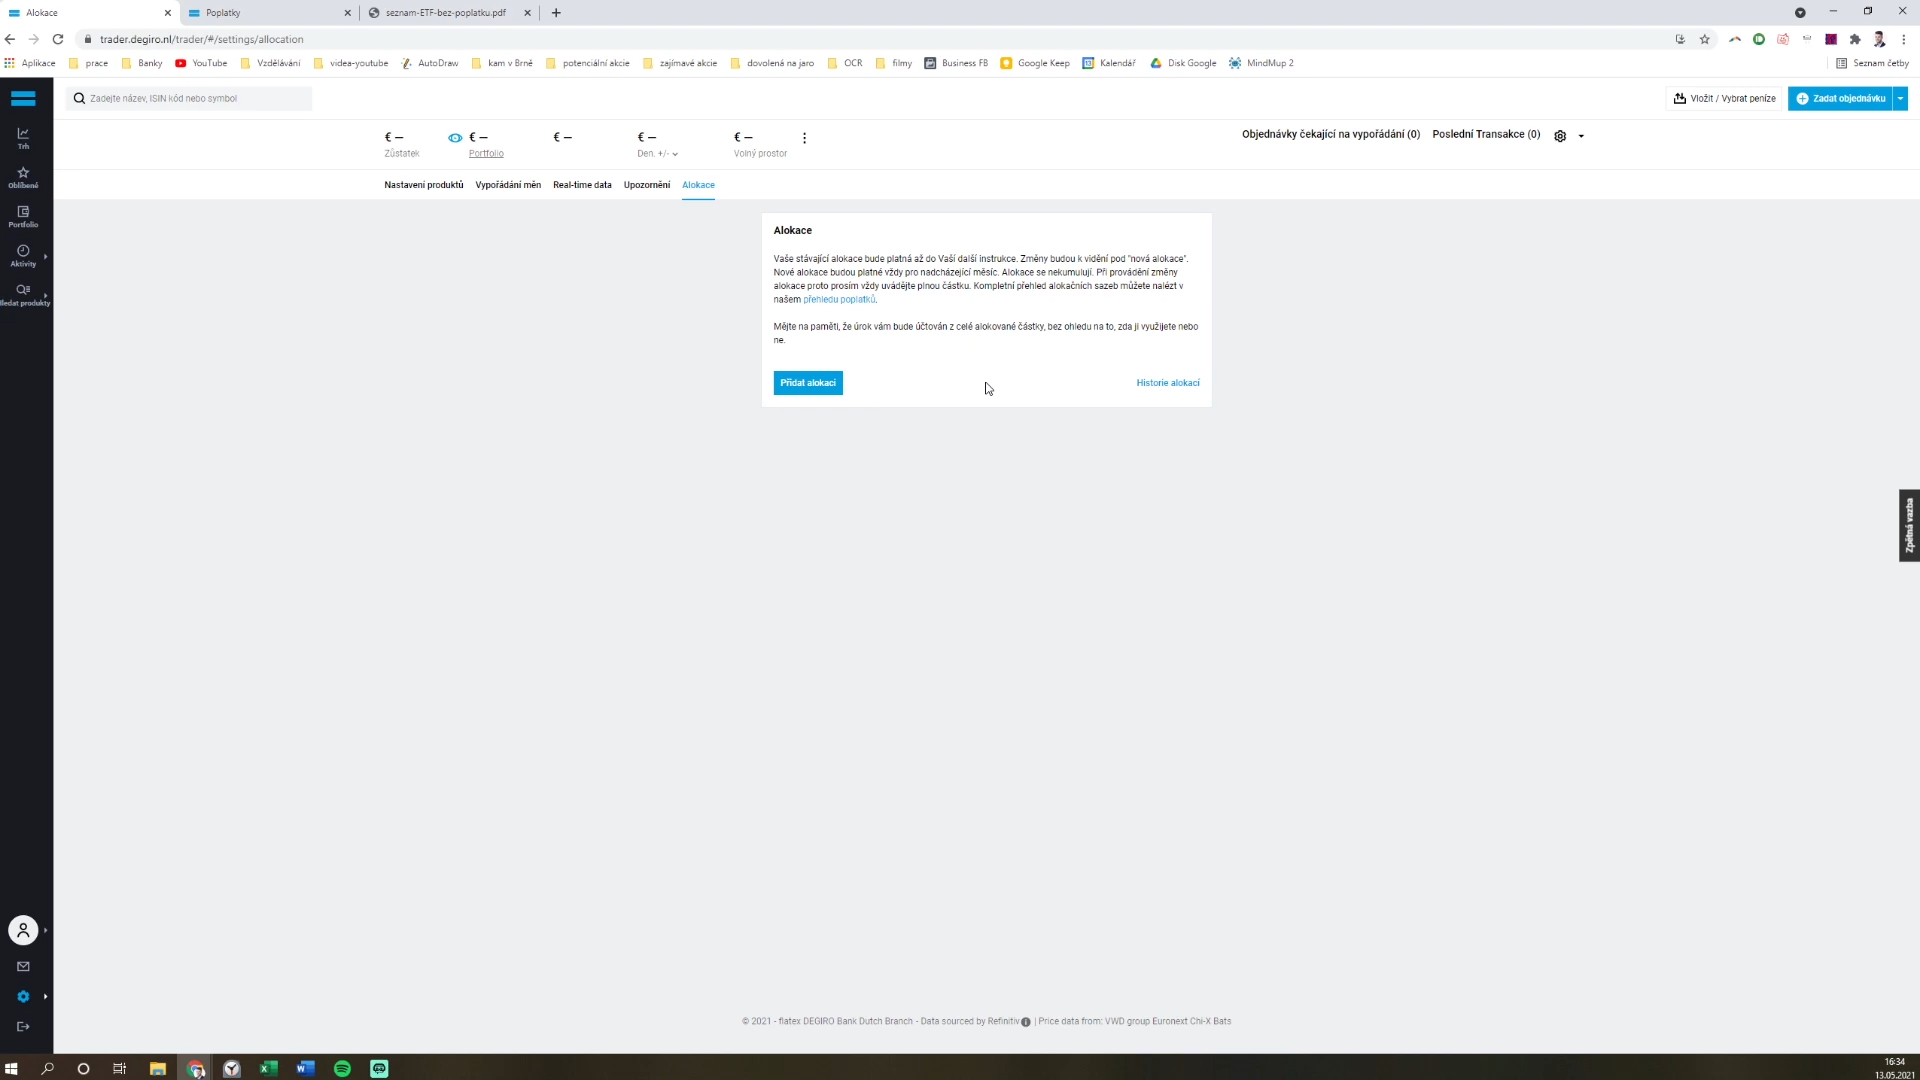 Alokace
Poplatky
seznam-ETF-bez-poplatku.pdf
trader.degiro.nl/trader/#/settings/allocation
Aplikace
prace
Banky
YouTube
Vzdělávání
videa-youtube
AutoDraw
kam v Brně
potenciální akcie
zajímavé akcie
dovolená na jaro
OCR
filmy
Business FB
Google Keep
Kalendář
Disk Google
MindMup 2
Seznam četby
Zadejte název, ISIN kód nebo symbol
Vložit / Vybrat peníze
Zadat objednávku
Trh
Oblíbené
Portfolio
Aktivity
Hledat produkty
€ —
Zůstatek
€ —
Portfolio
€ —
€ —
Den. +/-
€ —
Volný prostor
Objednávky čekající na vypořádání (0)
Poslední Transakce (0)
Nastavení produktů
Vypořádání měn
Real-time data
Upozornění
Alokace
Alokace
Vaše stávající alokace bude platná až do Vaší další instrukce. Změny budou k vidění pod "nová alokace".
Nové alokace budou platné vždy pro nadcházející měsíc. Alokace se nekumulují. Při provádění změny
alokace proto prosím vždy uvádějte plnou částku. Kompletní přehled alokačních sazeb můžete nalézt v
našem přehledu poplatků.
Mějte na paměti, že úrok vám bude účtován z celé alokované částky, bez ohledu na to, zda ji využijete nebo
ne.
Přidat alokaci
Historie alokací
Zpětná vazba
© 2021 - flatex DEGIRO Bank Dutch Branch - Data sourced by Refinitiv | Price data from: VWD group Euronext Chi-X Bats
16:34
13.05.2021